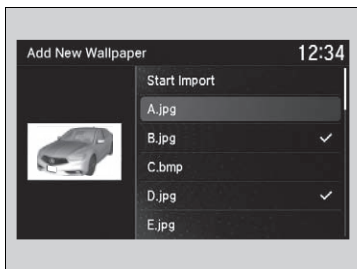 Add New Wallpaper 12:34
Start Import
A.jpg
B.jpg
C.bmp
D.jpg
E.jpg